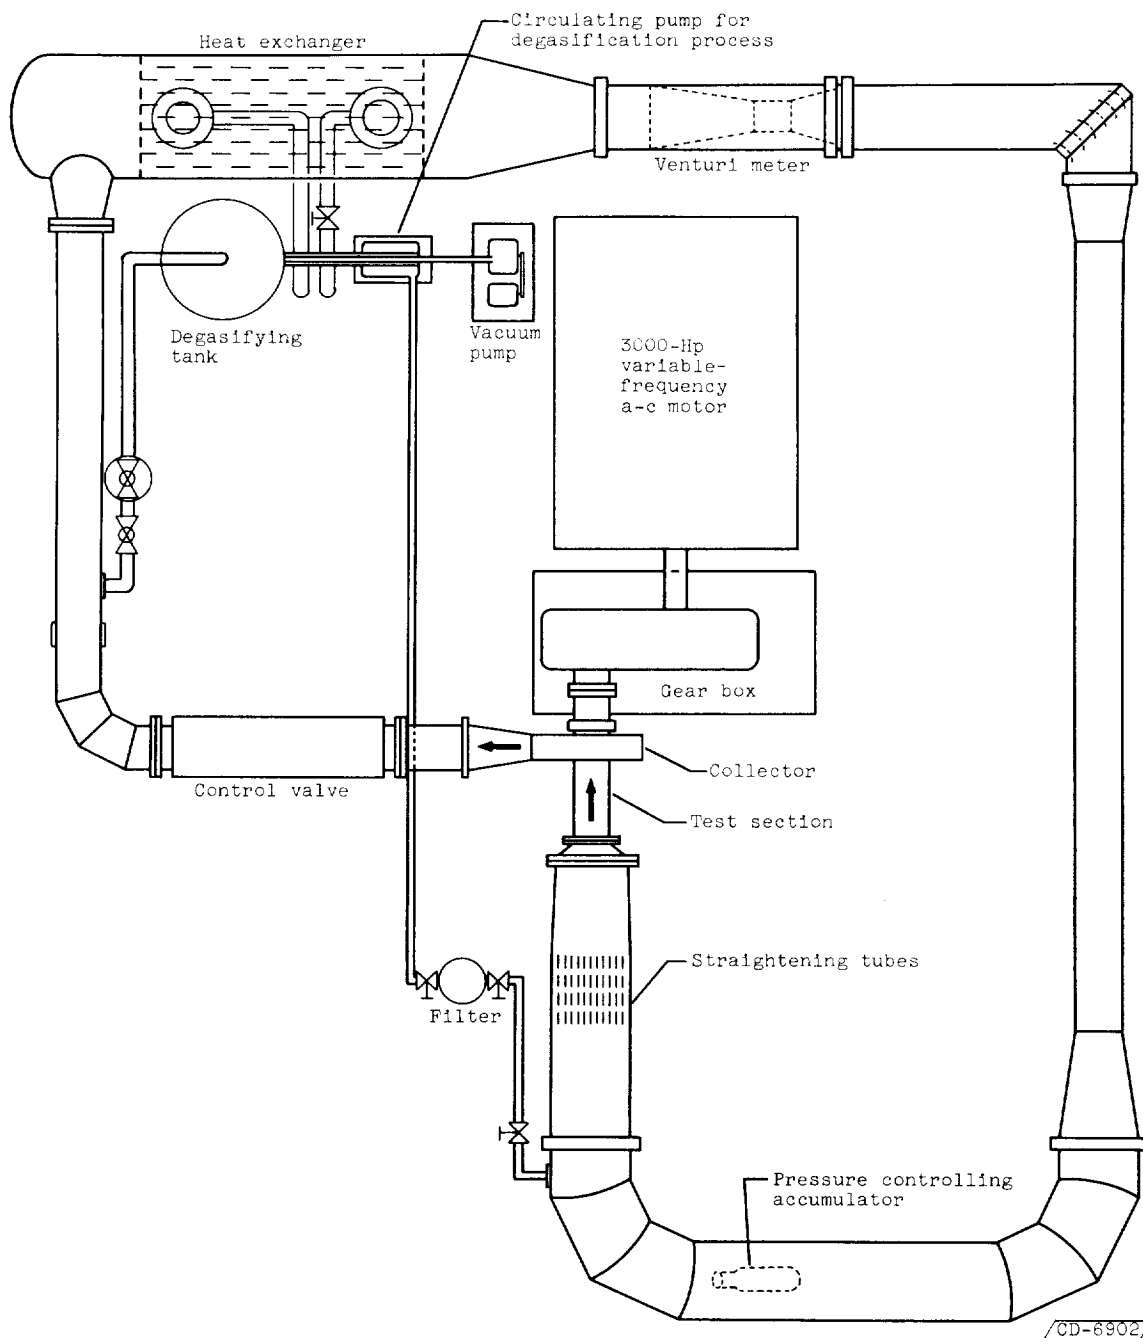 Circulating pump for
degasification process
Heat exchanger
Venturi meter
Degasifying
tank
Vacuum
pump
3000-Hp
variable-
frequency
a-c motor
Gear box
Collector
Control valve
Test section
Straightening tubes
Filter
Pressure controlling
accumulator
/CD-6902/